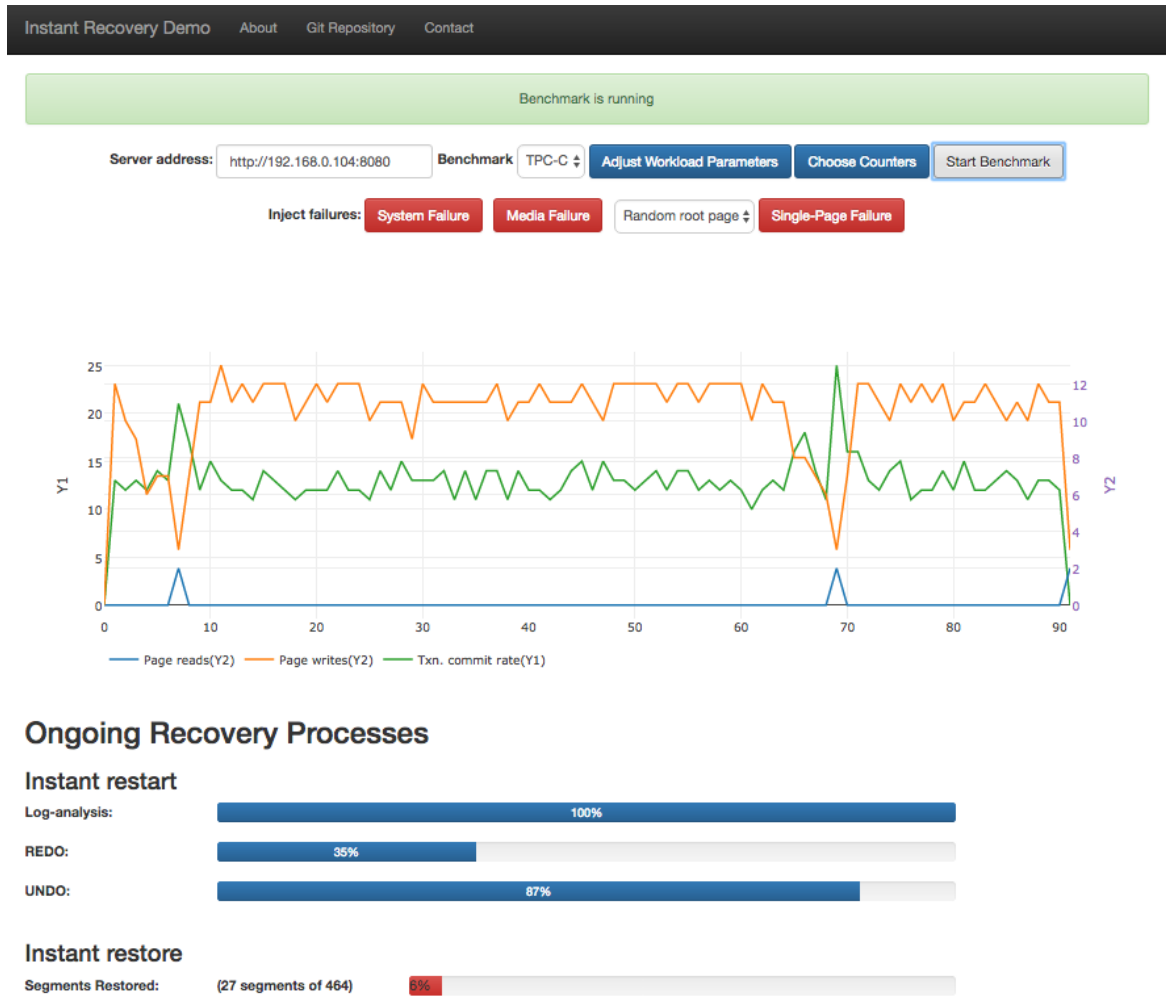 Instant Recovery Demo About Git Repository Contact
Benchmark is running
Server address: http://192.168.0.104:8080 Benchmark TPC-C Adjust Workload Parameters Choose Counters Start Benchmark
Inject failures: System Failure Media Failure Random root page Single-Page Failure
25
20
15
10
5
0
Y1
12
10
8
6
4
2
0
Y2
0 10 20 30 40 50 60 70 80 90
Page reads(Y2) Page writes(Y2) Txn. commit rate(Y1)
Ongoing Recovery Processes
Instant restart
Log-analysis: 100%
REDO: 35%
UNDO: 87%
Instant restore
Segments Restored: (27 segments of 464) 6%